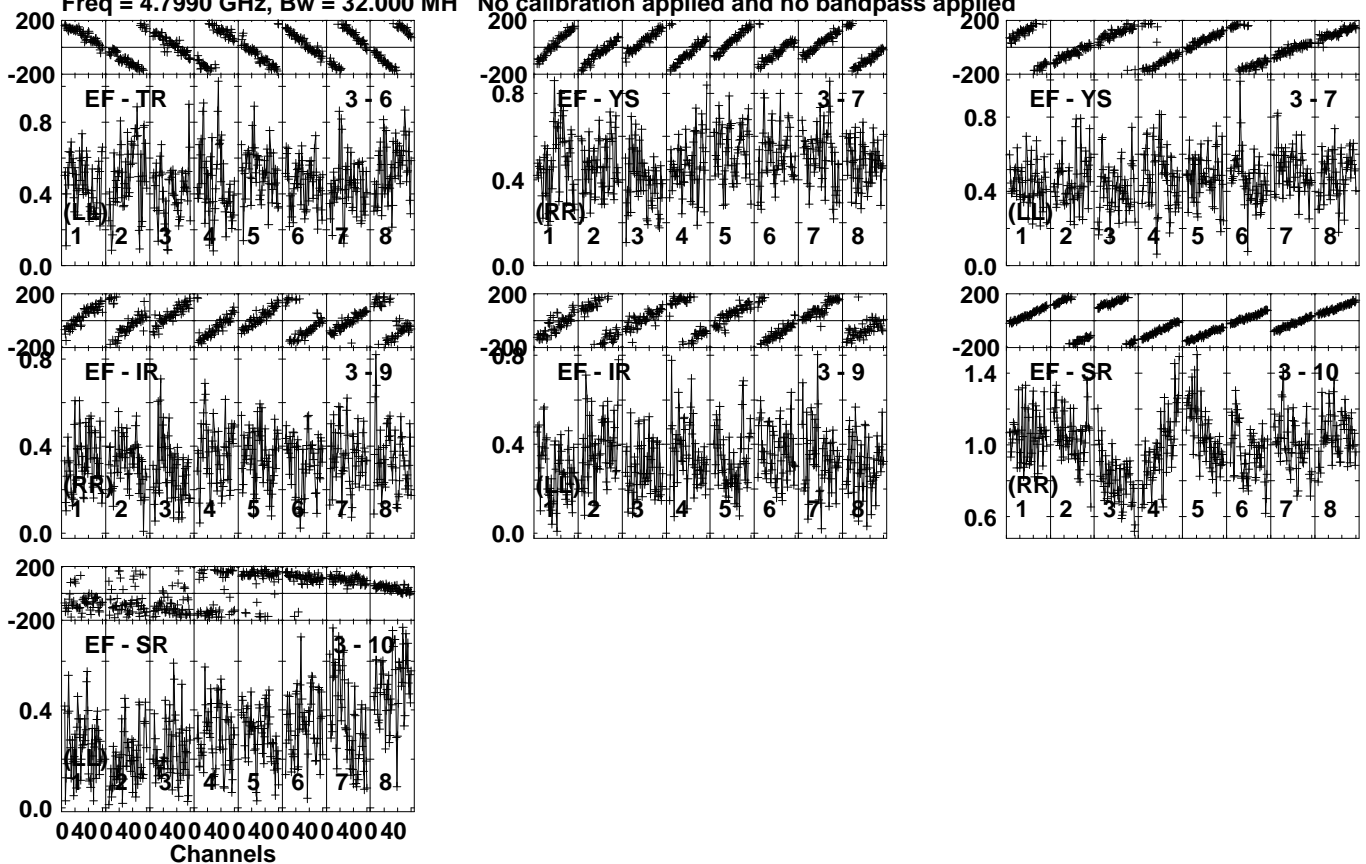 Freq = 4.7990 GHz, Bw = 32.000 MH No calibration applied and no bandpass applied
200
-200
EF - TR 3 - 6
0.8
0.4
(LL)
1 2 3 4 5 6 7 8
0.0
200
-200
EF - YS 3 - 7
0.8
0.4
(RR)
1 2 3 4 5 6 7 8
0.0
200
-200
EF - YS 3 - 7
0.8
0.4
(LL)
1 2 3 4 5 6 7 8
0.0
200
-200
0.8
EF - IR 3 - 9
0.4
(RR)
1 2 3 4 5 6 7 8
0.0
200
-200
0.8
EF - IR 3 - 9
0.4
(LL)
1 2 3 4 5 6 7 8
0.0
200
-200
EF - SR 3 - 10
1.4
1.0
(RR)
1 2 3 4 5 6 7 8
0.6
200
-200
EF - SR 3 - 10
0.4
(LL)
1 2 3 4 5 6 7 8
0.0
0 40 0 40 0 40 0 40 0 40 0 40 0 40 0 40
Channels